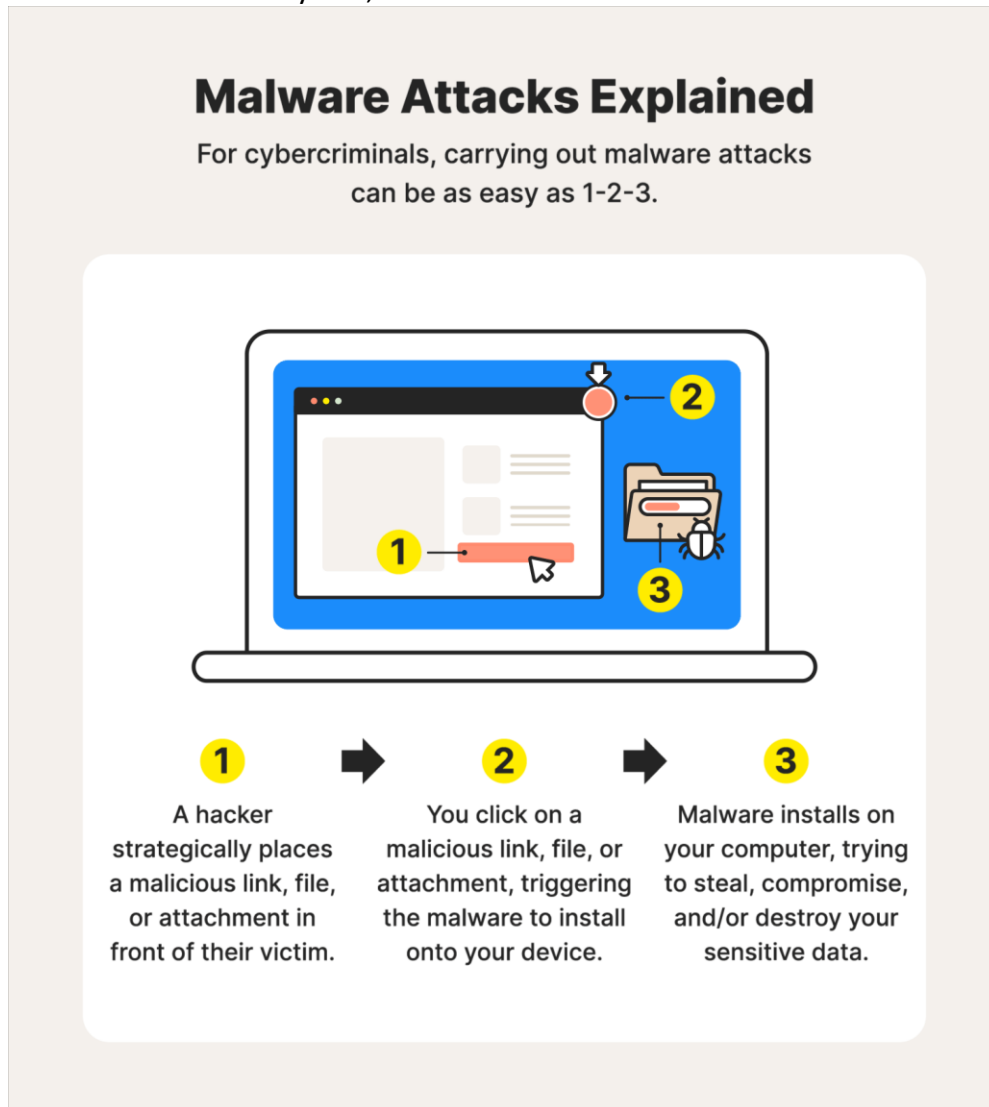 Malware Attacks Explained
For cybercriminals, carrying out malware attacks
can be as easy as 1-2-3.
2
1
3
1
A hacker
strategically places
a malicious link, file,
or attachment in
front of their victim.
2
You click on a
malicious link, file, or
attachment, triggering
the malware to install
onto your device.
3
Malware installs on
your computer, trying
to steal, compromise,
and/or destroy your
sensitive data.